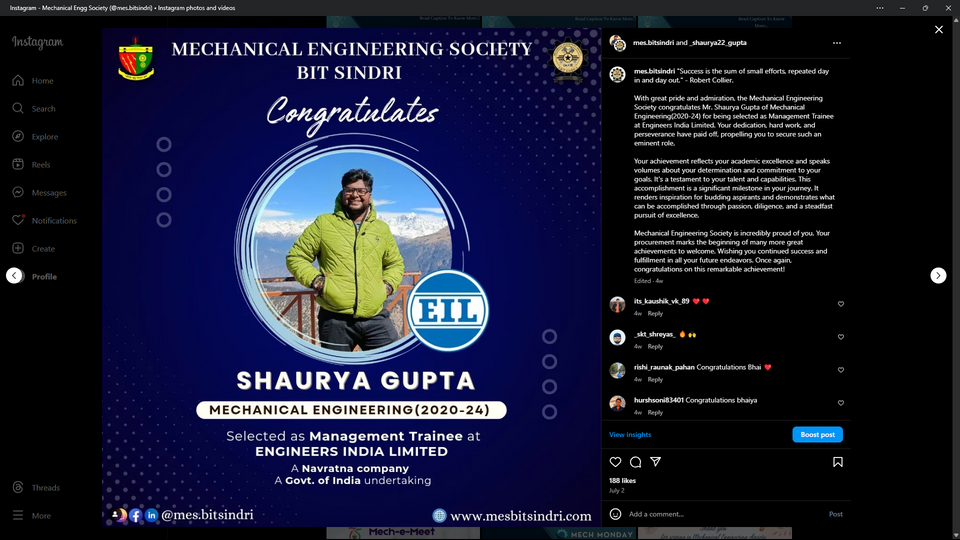 Instagram - Mechanical Engg Society (@mes.bitsindri) • Instagram photos and videos
Instagram
Home
Search
Explore
Reels
Messages
Notifications
Create
Profile
Threads
More
MECHANICAL ENGINEERING SOCIETY
BIT SINDRI
Congratulates
EIL
SHAURYA GUPTA
MECHANICAL ENGINEERING(2020-24)
Selected as Management Trainee at
ENGINEERS INDIA LIMITED
A Navratna company
A Govt. of India undertaking
@mes.bitsindri
www.mesbitsindri.com
mes.bitsindri and _shaurya22_gupta
mes.bitsindri "Success is the sum of small efforts, repeated day
in and day out." - Robert Collier.
With great pride and admiration, the Mechanical Engineering
Society congratulates Mr. Shaurya Gupta of Mechanical
Engineering(2020-24) for being selected as Management Trainee
at Engineers India Limited. Your dedication, hard work, and
perseverance have paid off, propelling you to secure such an
eminent role.
Your achievement reflects your academic excellence and speaks
volumes about your determination and commitment to your
goals. It's a testament to your talent and capabilities. This
accomplishment is a significant milestone in your journey. It
renders inspiration for budding aspirants and demonstrates what
can be accomplished through passion, diligence, and a steadfast
pursuit of excellence.
Mechanical Engineering Society is incredibly proud of you. Your
procurement marks the beginning of many more great
achievements to welcome. Wishing you continued success and
fulfillment in all your future endeavors. Once again,
congratulations on this remarkable achievement!
Edited · 4w
its_kaushik_vk_89 ❤️ ❤️
4w Reply
_skt_shreyas_ 🔥 🙌
4w Reply
rishi_raunak_pahan Congratulations Bhai ❤️
4w Reply
hurshsoni83401 Congratulations bhaiya
4w Reply
View insights
Boost post
188 likes
July 2
Add a comment...
Post
Mech-e-Meet
MECH MONDAY